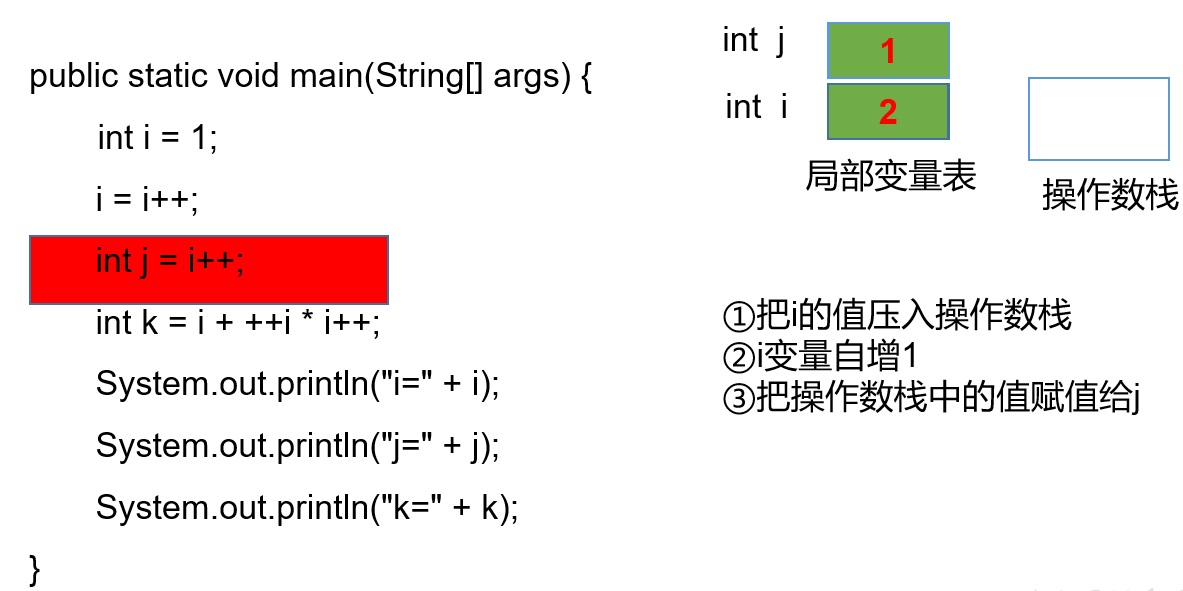 public static void main(String[] args) {
int i = 1;
i = i++;
int j = i++;
int k = i + ++i * i++;
System.out.println("i=" + i);
System.out.println("j=" + j);
System.out.println("k=" + k);
}
int j 1
int i 2
局部变量表
操作数栈
①把i的值压入操作数栈
②i变量自增1
③把操作数栈中的值赋值给j